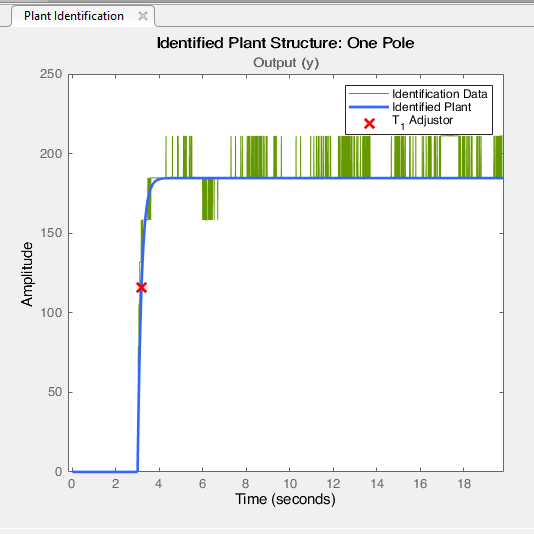 Plant Identification
Identified Plant Structure: One Pole
Output (y)
250
200
150
100
50
0
Amplitude
Identification Data
Identified Plant
T1 Adjustor
0 2 4 6 8 10 12 14 16 18
Time (seconds)